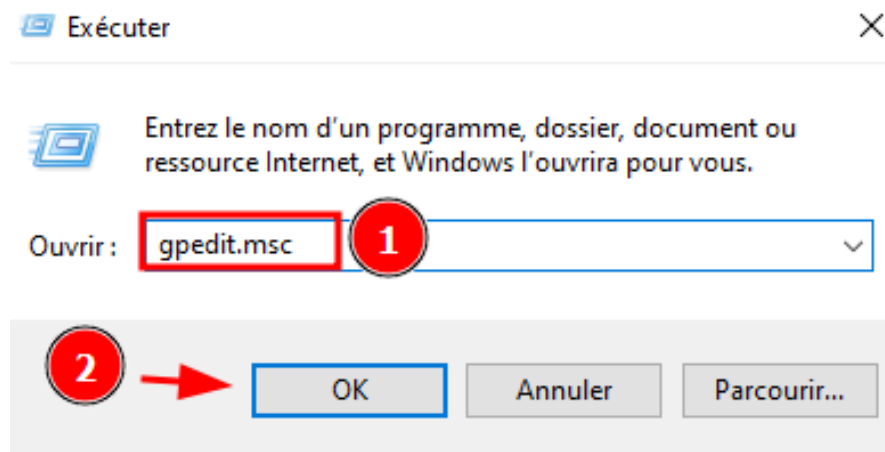 Exécuter
Entrez le nom d'un programme, dossier, document ou
ressource Internet, et Windows l'ouvrira pour vous.
Ouvrir : gpedit.msc 1
2 OK Annuler Parcourir...